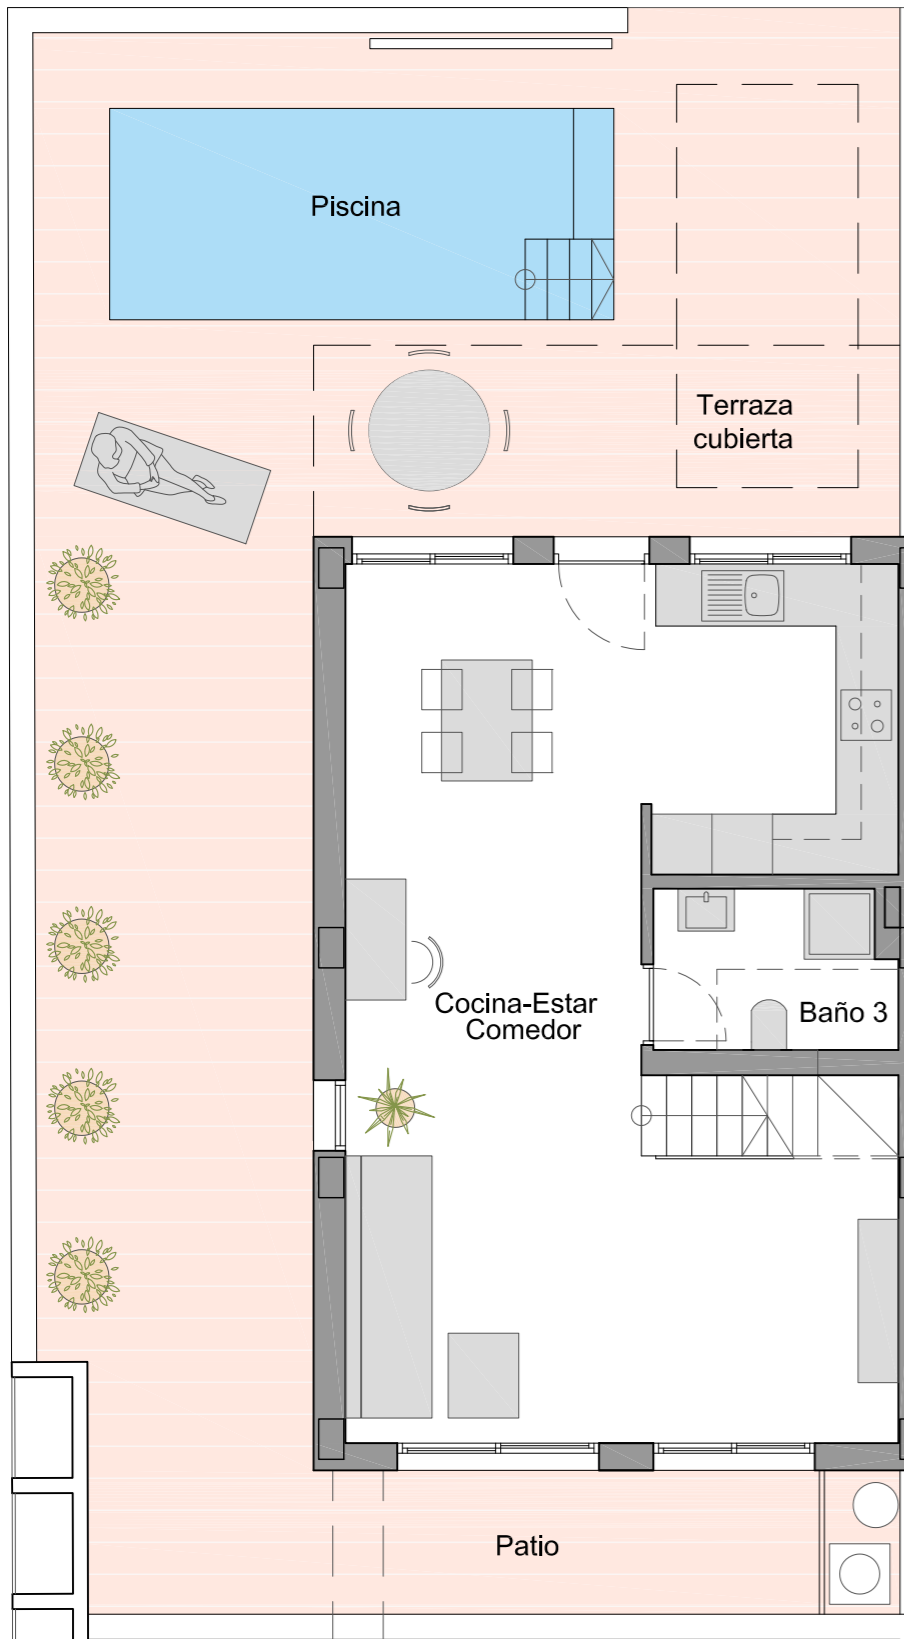 Piscina
Terraza
cubierta
Cocina-Estar
Comedor
Baño 3
Patio